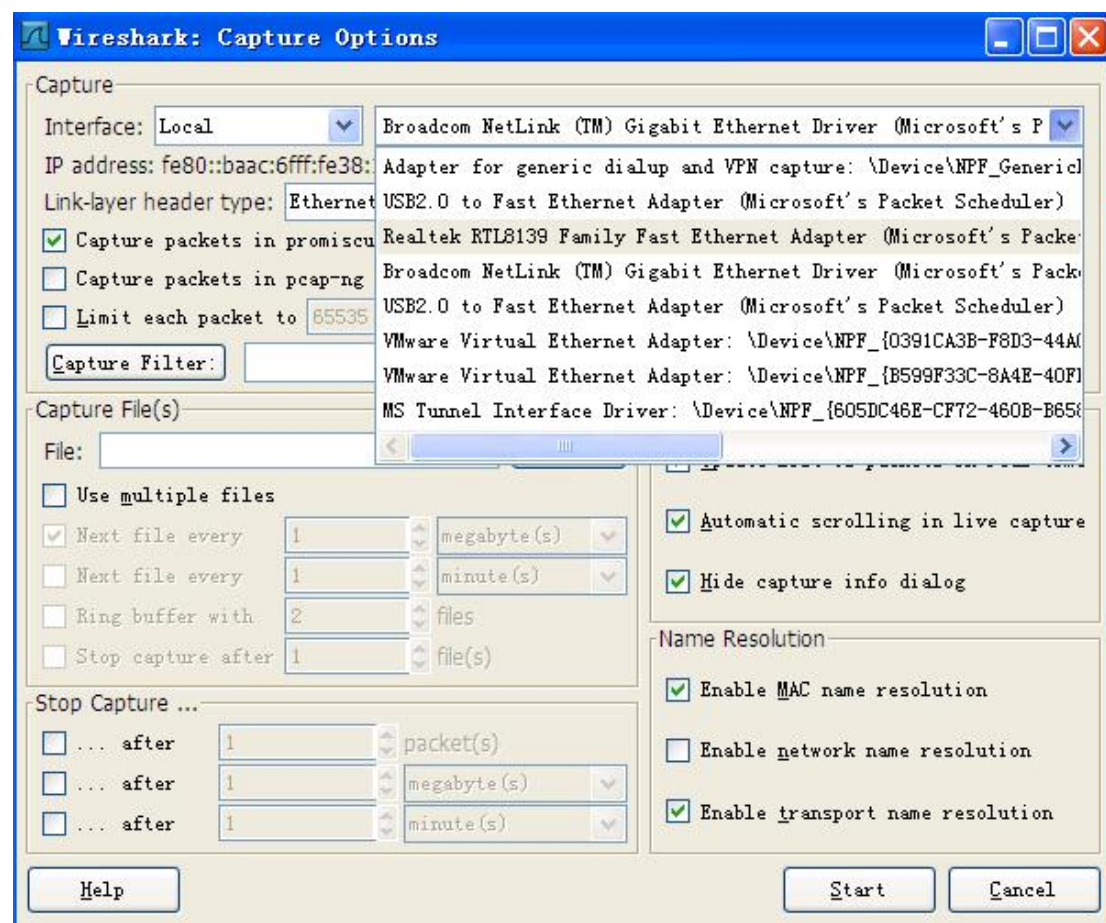 Wireshark: Capture Options
Capture
Interface: Local
Broadcom NetLink (TM) Gigabit Ethernet Driver (Microsoft's P
IP address: fe80::baac:6fff:fe38:
Adapter for generic dialup and VPN capture: \Device\NPF_Generic
Link-layer header type: Ethernet
USB2.0 to Fast Ethernet Adapter (Microsoft's Packet Scheduler)
Capture packets in promiscu
Realtek RTL8139 Family Fast Ethernet Adapter (Microsoft's Packe
Capture packets in pcap-ng
Broadcom NetLink (TM) Gigabit Ethernet Driver (Microsoft's Pack
Limit each packet to 65535
USB2.0 to Fast Ethernet Adapter (Microsoft's Packet Scheduler)
VMware Virtual Ethernet Adapter: \Device\NPF_{0391CA3B-F8D3-44A
Capture Filter:
VMware Virtual Ethernet Adapter: \Device\NPF_{B599F33C-8A4E-40F
MS Tunnel Interface Driver: \Device\NPF_{605DC46E-CF72-460B-B65
Capture File(s)
File:
Use multiple files
Next file every 1 megabyte(s)
Next file every 1 minute(s)
Ring buffer with 2 files
Stop capture after 1 file(s)
Automatic scrolling in live capture
Hide capture info dialog
Stop Capture ...
... after 1 packet(s)
... after 1 megabyte(s)
... after 1 minute(s)
Name Resolution
Enable MAC name resolution
Enable network name resolution
Enable transport name resolution
Help
Start
Cancel